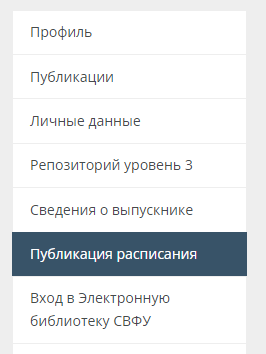 Профиль
Публикации
Личные данные
Репозиторий уровень 3
Сведения о выпускнике
Публикация расписания
Вход в Электронную
библиотеку СВФУ